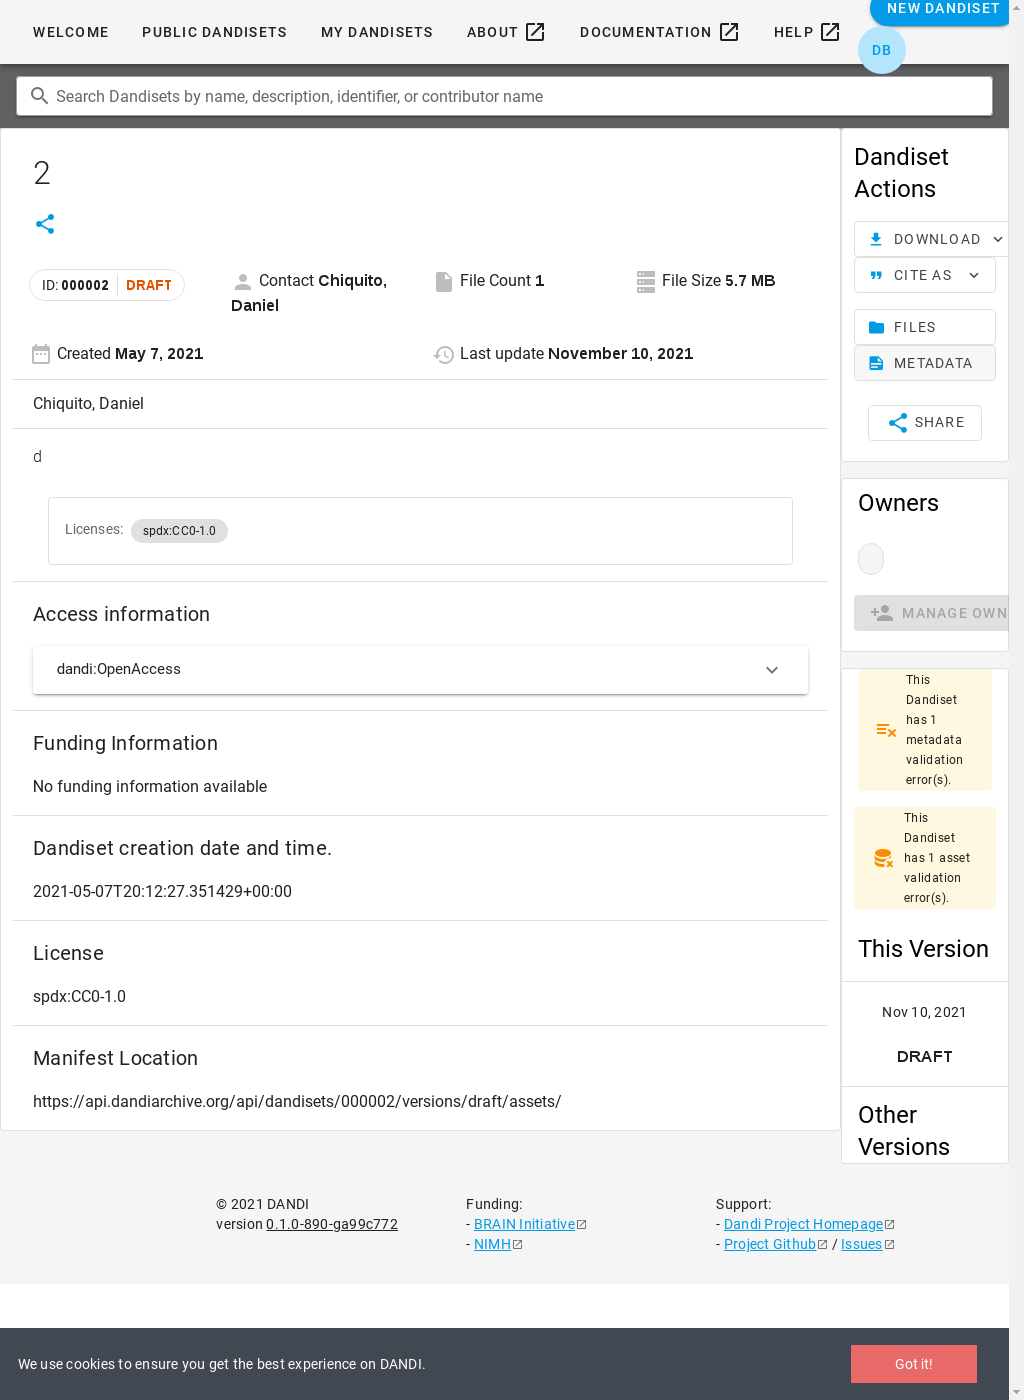 WELCOME PUBLIC DANDISETS MY DANDISETS ABOUT DOCUMENTATION HELP NEW DANDISET
DB
Search Dandisets by name, description, identifier, or contributor name
2
ID: 000002 DRAFT
Contact Chiquito, Daniel
File Count 1
File Size 5.7 MB
Created May 7, 2021
Last update November 10, 2021
Chiquito, Daniel
d
Licenses: spdx:CC0-1.0
Access information
dandi:OpenAccess
Funding Information
No funding information available
Dandiset creation date and time.
2021-05-07T20:12:27.351429+00:00
License
spdx:CC0-1.0
Manifest Location
https://api.dandiarchive.org/api/dandisets/000002/versions/draft/assets/
Dandiset
Actions
DOWNLOAD
CITE AS
FILES
METADATA
SHARE
Owners
MANAGE OWN
This
Dandiset
has 1
metadata
validation
error(s).
This
Dandiset
has 1 asset
validation
error(s).
This Version
Nov 10, 2021
DRAFT
Other
Versions
© 2021 DANDI
version 0.1.0-890-ga99c772
Funding:
- BRAIN Initiative
- NIMH
Support:
- Dandi Project Homepage
- Project Github / Issues
We use cookies to ensure you get the best experience on DANDI.
Got it!